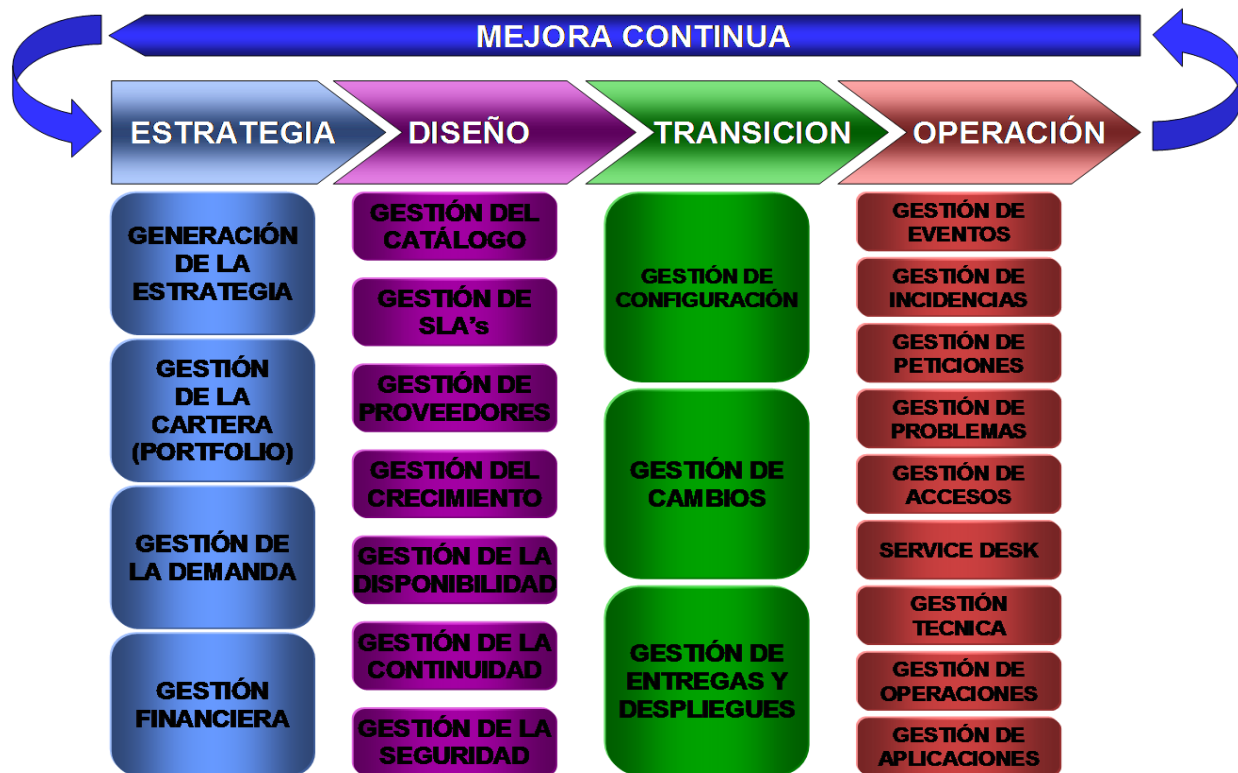 MEJORA CONTINUA
ESTRATEGIA
DISEÑO
TRANSICION
OPERACIÓN
GENERACIÓN
DE LA
ESTRATEGIA
GESTIÓN
DE LA
CARTERA
(PORTFOLIO)
GESTIÓN DE
LA DEMANDA
GESTIÓN
FINANCIERA
GESTIÓN DEL
CATÁLOGO
GESTIÓN DE
SLA's
GESTIÓN DE
PROVEEDORES
GESTIÓN DEL
CRECIMIENTO
GESTIÓN DE LA
DISPONIBILIDAD
GESTIÓN DE LA
CONTINUIDAD
GESTIÓN DE LA
SEGURIDAD
GESTIÓN DE
CONFIGURACIÓN
GESTIÓN DE
CAMBIOS
GESTIÓN DE
ENTREGAS Y
DESPLIEGUES
GESTIÓN DE
EVENTOS
GESTIÓN DE
INCIDENCIAS
GESTIÓN DE
PETICIONES
GESTIÓN DE
PROBLEMAS
GESTIÓN DE
ACCESOS
SERVICE DESK
GESTIÓN
TECNICA
GESTIÓN DE
OPERACIONES
GESTIÓN DE
APLICACIONES